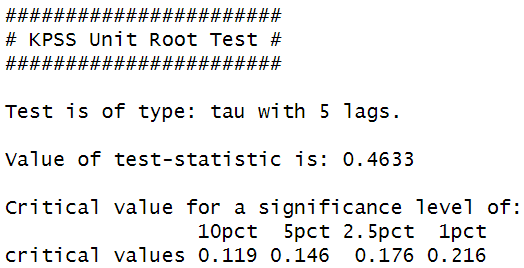 #######################
# KPSS Unit Root Test #
#######################

Test is of type: tau with 5 lags.

Value of test-statistic is: 0.4633

Critical value for a significance level of:
                10pct  5pct 2.5pct  1pct
critical values 0.119 0.146  0.176 0.216